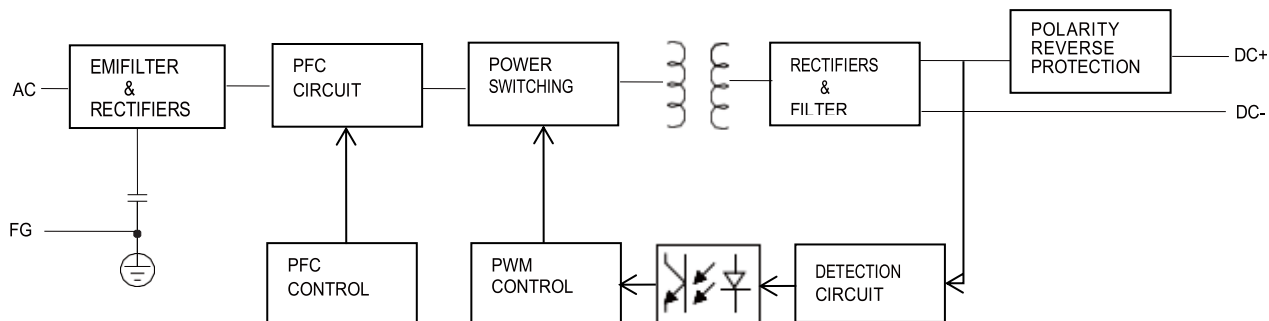 AC
EMIFILTER
&
RECTIFIERS
PFC
CIRCUIT
POWER
SWITCHING
RECTIFIERS
&
FILTER
POLARITY
REVERSE
PROTECTION
DC+
DC-
FG
PFC
CONTROL
PWM
CONTROL
DETECTION
CIRCUIT